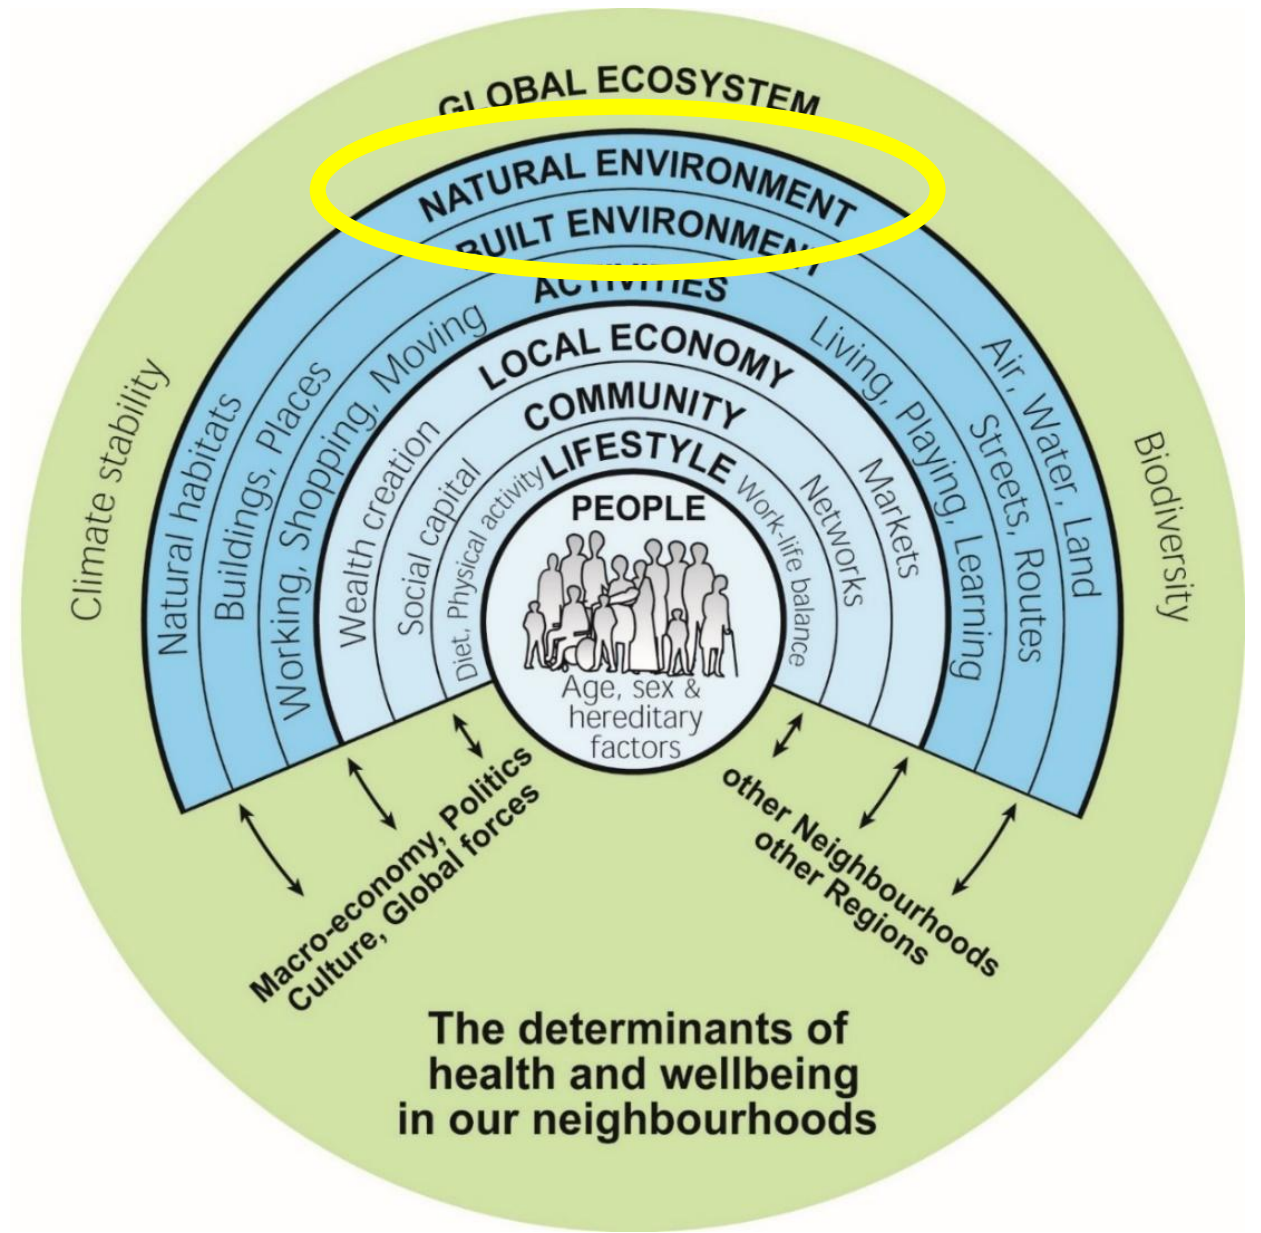 GLOBAL ECOSYSTEM
NATURAL ENVIRONMENT
BUILT ENVIRONMENT
ACTIVITIES
LOCAL ECONOMY
COMMUNITY
LIFESTYLE
PEOPLE
Age, sex &
hereditary
factors
Climate stability
Natural habitats
Buildings, Places
Working, Shopping, Moving
Wealth creation
Social capital
Diet, Physical activity
Work-life balance
Networks
Markets
Living, Playing, Learning
Streets, Routes
Air, Water, Land
Biodiversity
Macro-economy, Politics
Culture, Global forces
other Neighbourhoods
other Regions
The determinants of
health and wellbeing
in our neighbourhoods